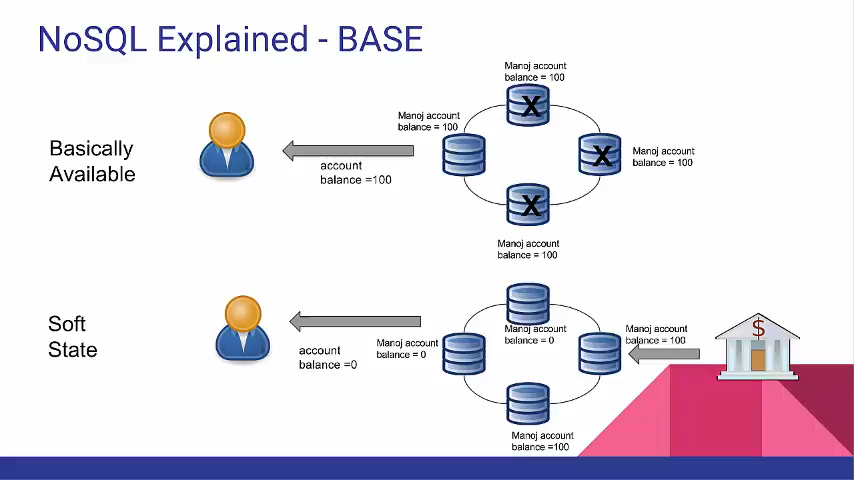 NoSQL Explained - BASE
Manoj account
balance = 100
Manoj account
balance = 100
X
Basically
Available
account
balance =100
X
Manoj account
balance = 100
X
Manoj account
balance = 100
Soft
State
account
balance =0
Manoj account
balance = 0
Manoj account
balance = 0
Manoj account
balance = 100
$
Manoj account
balance =100